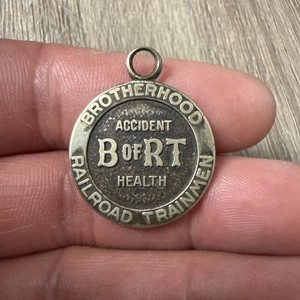 BROTHERHOOD
ACCIDENT
B OF RT
HEALTH
RAILROAD TRAINMEN